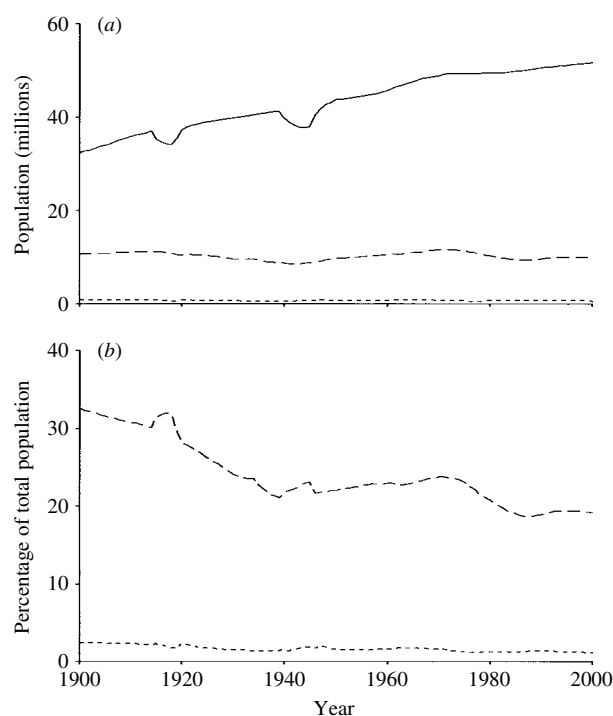 (a)
Population (millions)
60
40
20
0
(b)
Percentage of total population
40
30
20
10
0
1900 1920 1940 1960 1980 2000
Year